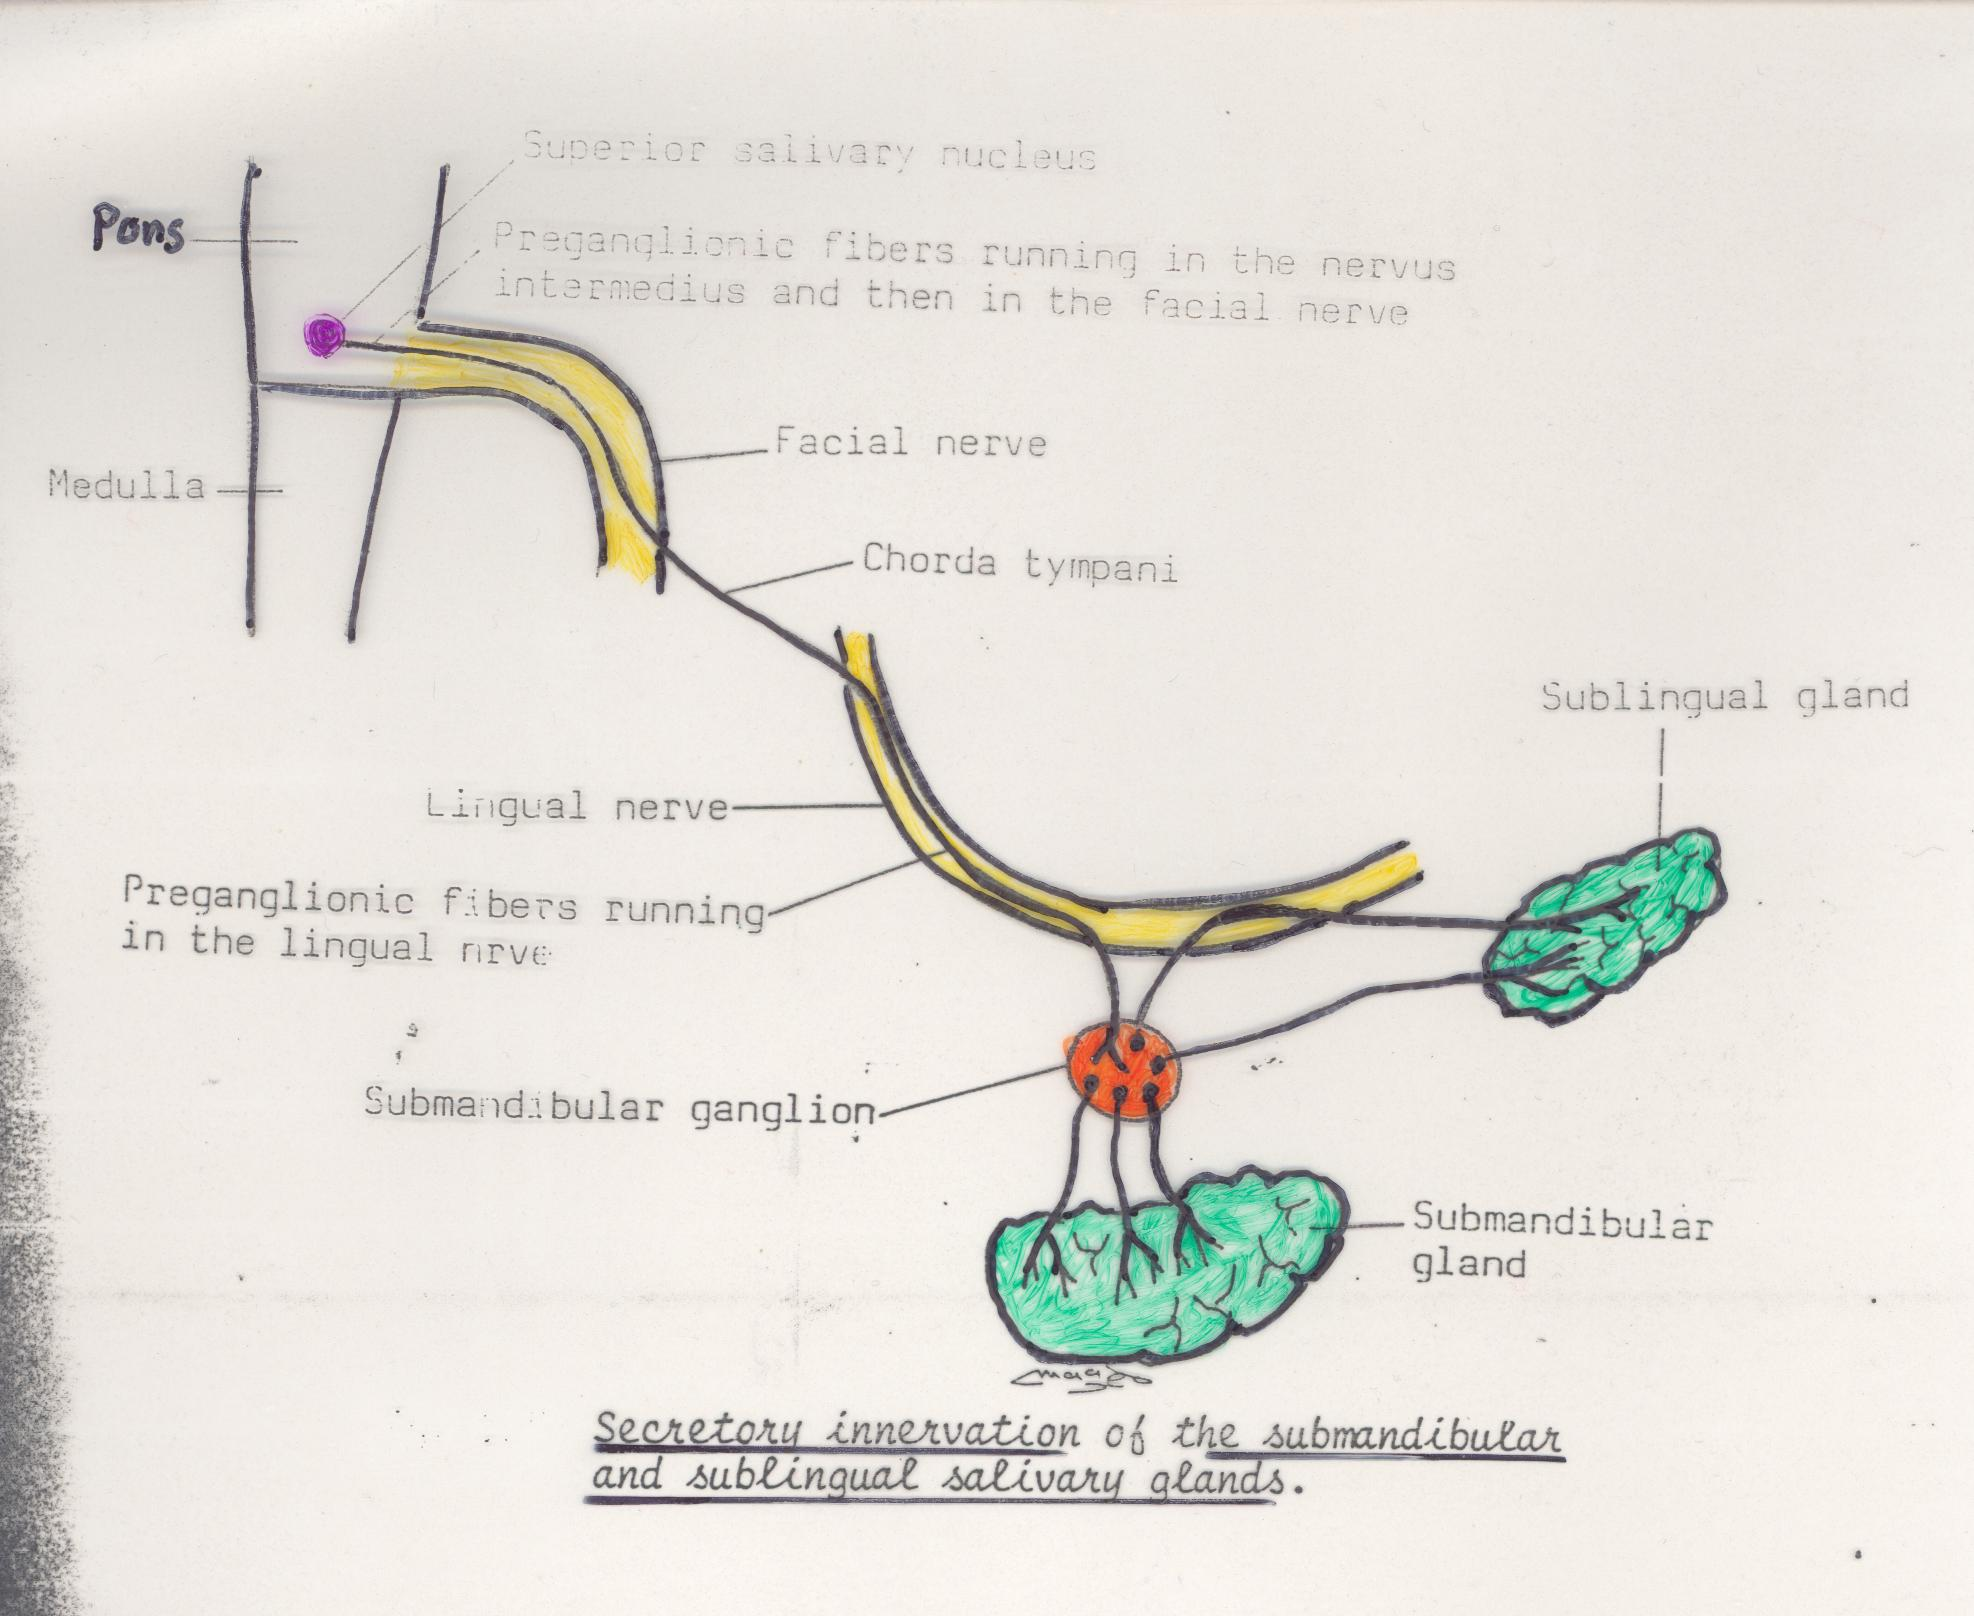 Superior salivary nucleus
Pons
Preganglionic fibers running in the nervus
intermedius and then in the facial nerve
Facial nerve
Medulla
Chorda tympani
Sublingual gland
Lingual nerve
Preganglionic fibers running
in the lingual nrve
Submandibular ganglion
Submandibular
gland
Secretory innervation of the submandibular
and sublingual salivary glands.